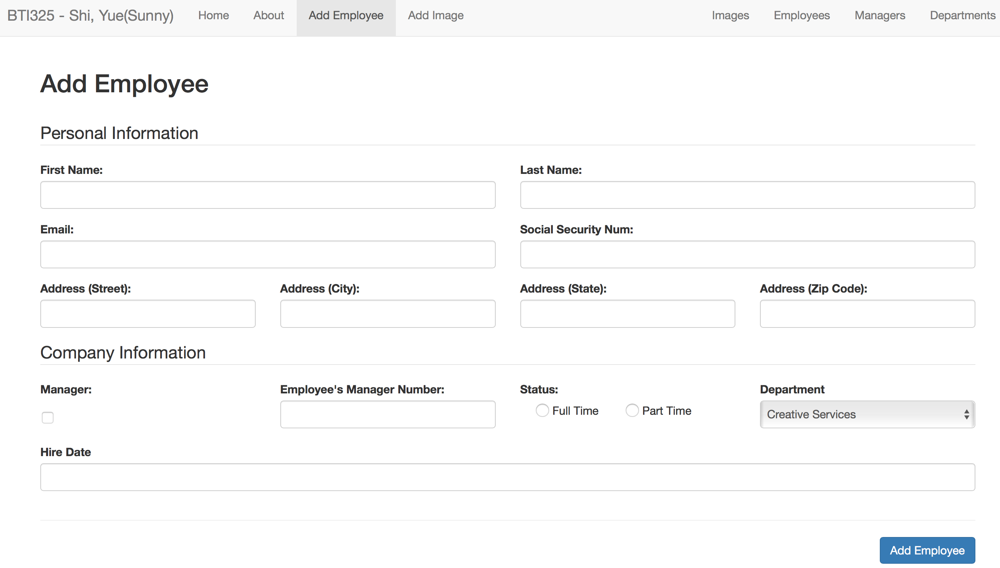 BTI325 - Shi, Yue(Sunny) Home About Add Employee Add Image Images Employees Managers Departments
Add Employee
Personal Information
First Name: Last Name:
Email: Social Security Num:
Address (Street): Address (City): Address (State): Address (Zip Code):
Company Information
Manager: Employee's Manager Number: Status: Department
Full Time Part Time Creative Services
Hire Date
Add Employee